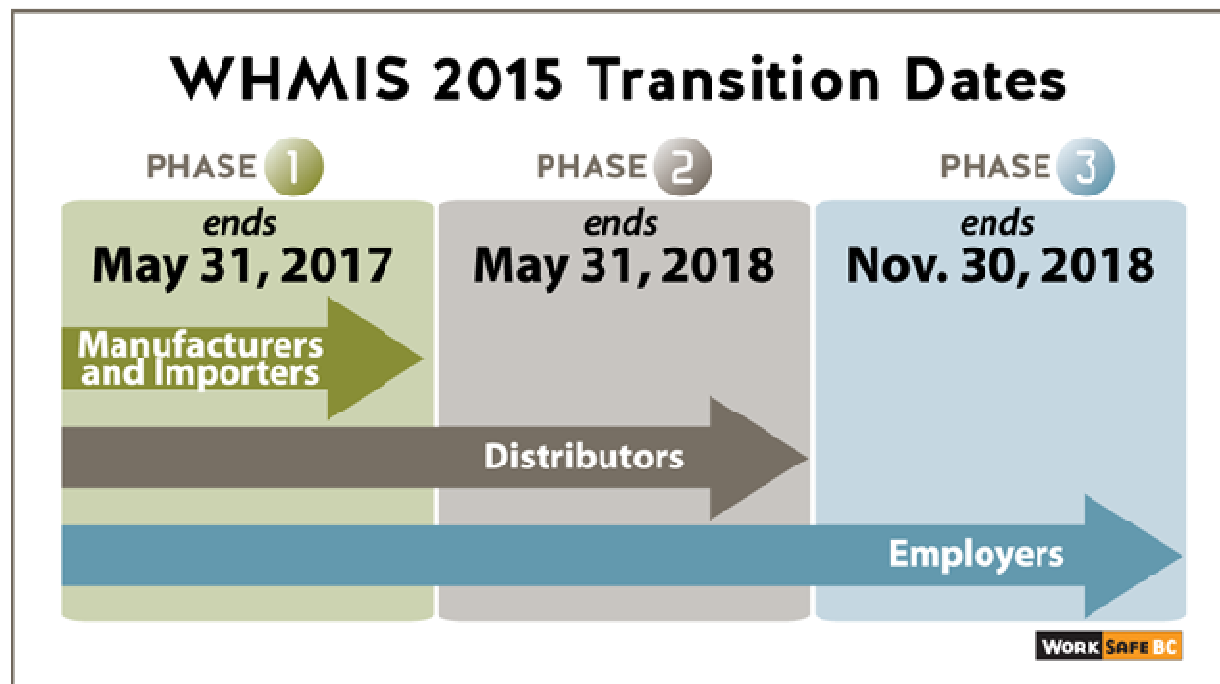 WHMIS 2015 Transition Dates
PHASE 1
PHASE 2
PHASE 3
ends
May 31, 2017
ends
May 31, 2018
ends
Nov. 30, 2018
Manufacturers
and Importers
Distributors
Employers
WORK SAFE BC